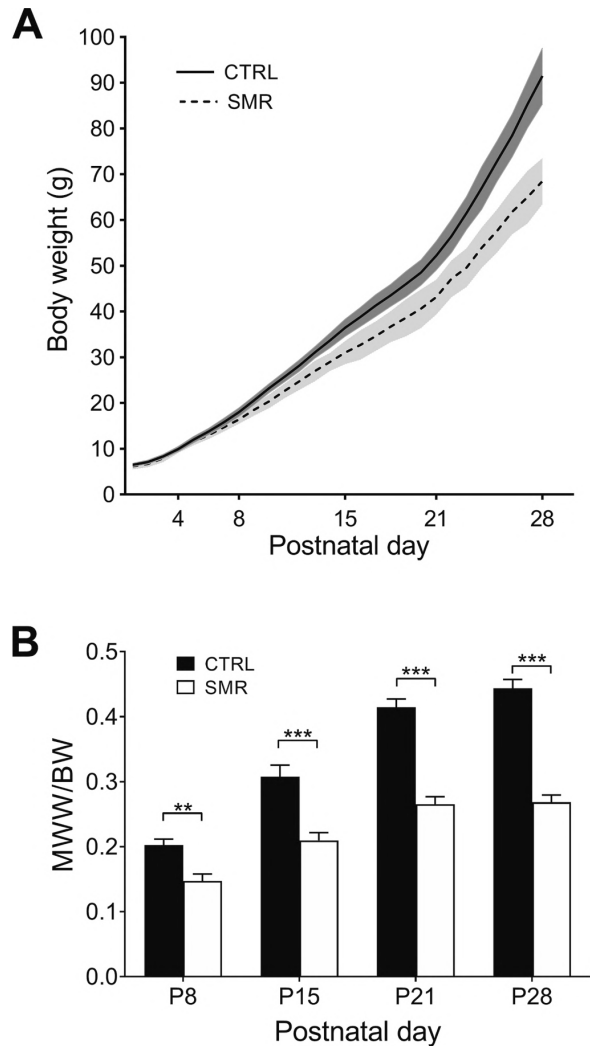 A
100
90
80
70
60
50
40
30
20
10
0
Body weight (g)
CTRL
SMR
4 8 15 21 28
Postnatal day
B
0.5
0.4
0.3
0.2
0.1
0.0
MWW/BW
CTRL
SMR
** *** *** ***
P8 P15 P21 P28
Postnatal day